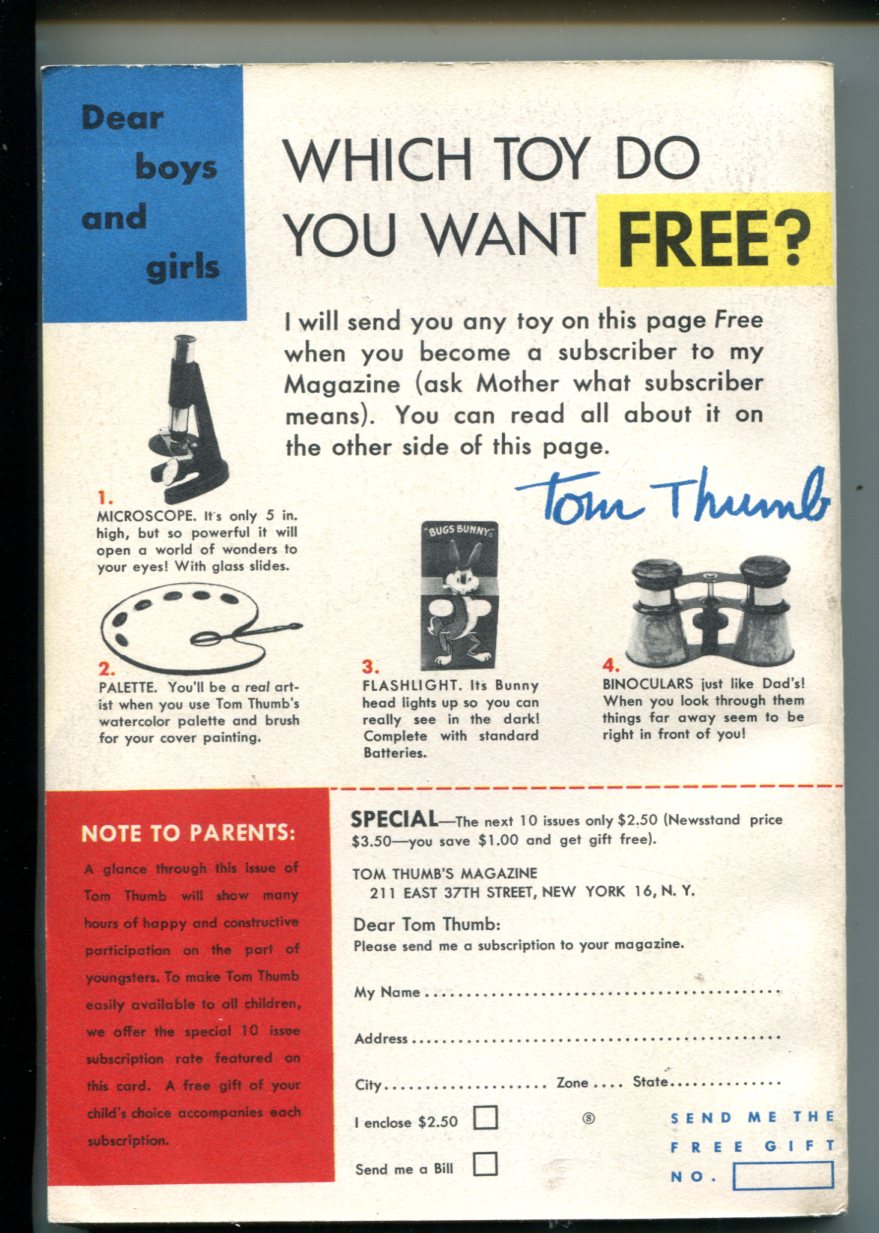 Dear
boys
and
girls
WHICH TOY DO
YOU WANT FREE?
I will send you any toy on this page Free
when you become a subscriber to my
Magazine (ask Mother what subscriber
means). You can read all about it on
the other side of this page.
Tom Thumb
1.
MICROSCOPE. It's only 5 in.
high, but so powerful it will
open a world of wonders to
your eyes! With glass slides.
2.
PALETTE. You'll be a real art-
ist when you use Tom Thumb's
watercolor palette and brush
for your cover painting.
"BUGS BUNNY"
3.
FLASHLIGHT. Its Bunny
head lights up so you can
really see in the dark!
Complete with standard
Batteries.
4.
BINOCULARS just like Dad's!
When you look through them
things far away seem to be
right in front of you!
NOTE TO PARENTS:
A glance through this issue of
Tom Thumb will show many
hours of happy and constructive
participation on the part of
youngsters. To make Tom Thumb
easily available to all children,
we offer the special 10 issue
subscription rate featured on
this card. A free gift of your
child's choice accompanies each
subscription.
SPECIAL—The next 10 issues only $2.50 (Newsstand price
$3.50—you save $1.00 and get gift free).
TOM THUMB'S MAGAZINE
211 EAST 37TH STREET, NEW YORK 16, N. Y.
Dear Tom Thumb:
Please send me a subscription to your magazine.
My Name
Address
City Zone State
I enclose $2.50
Send me a Bill
⑧
SEND ME THE
FREE GIFT
NO.